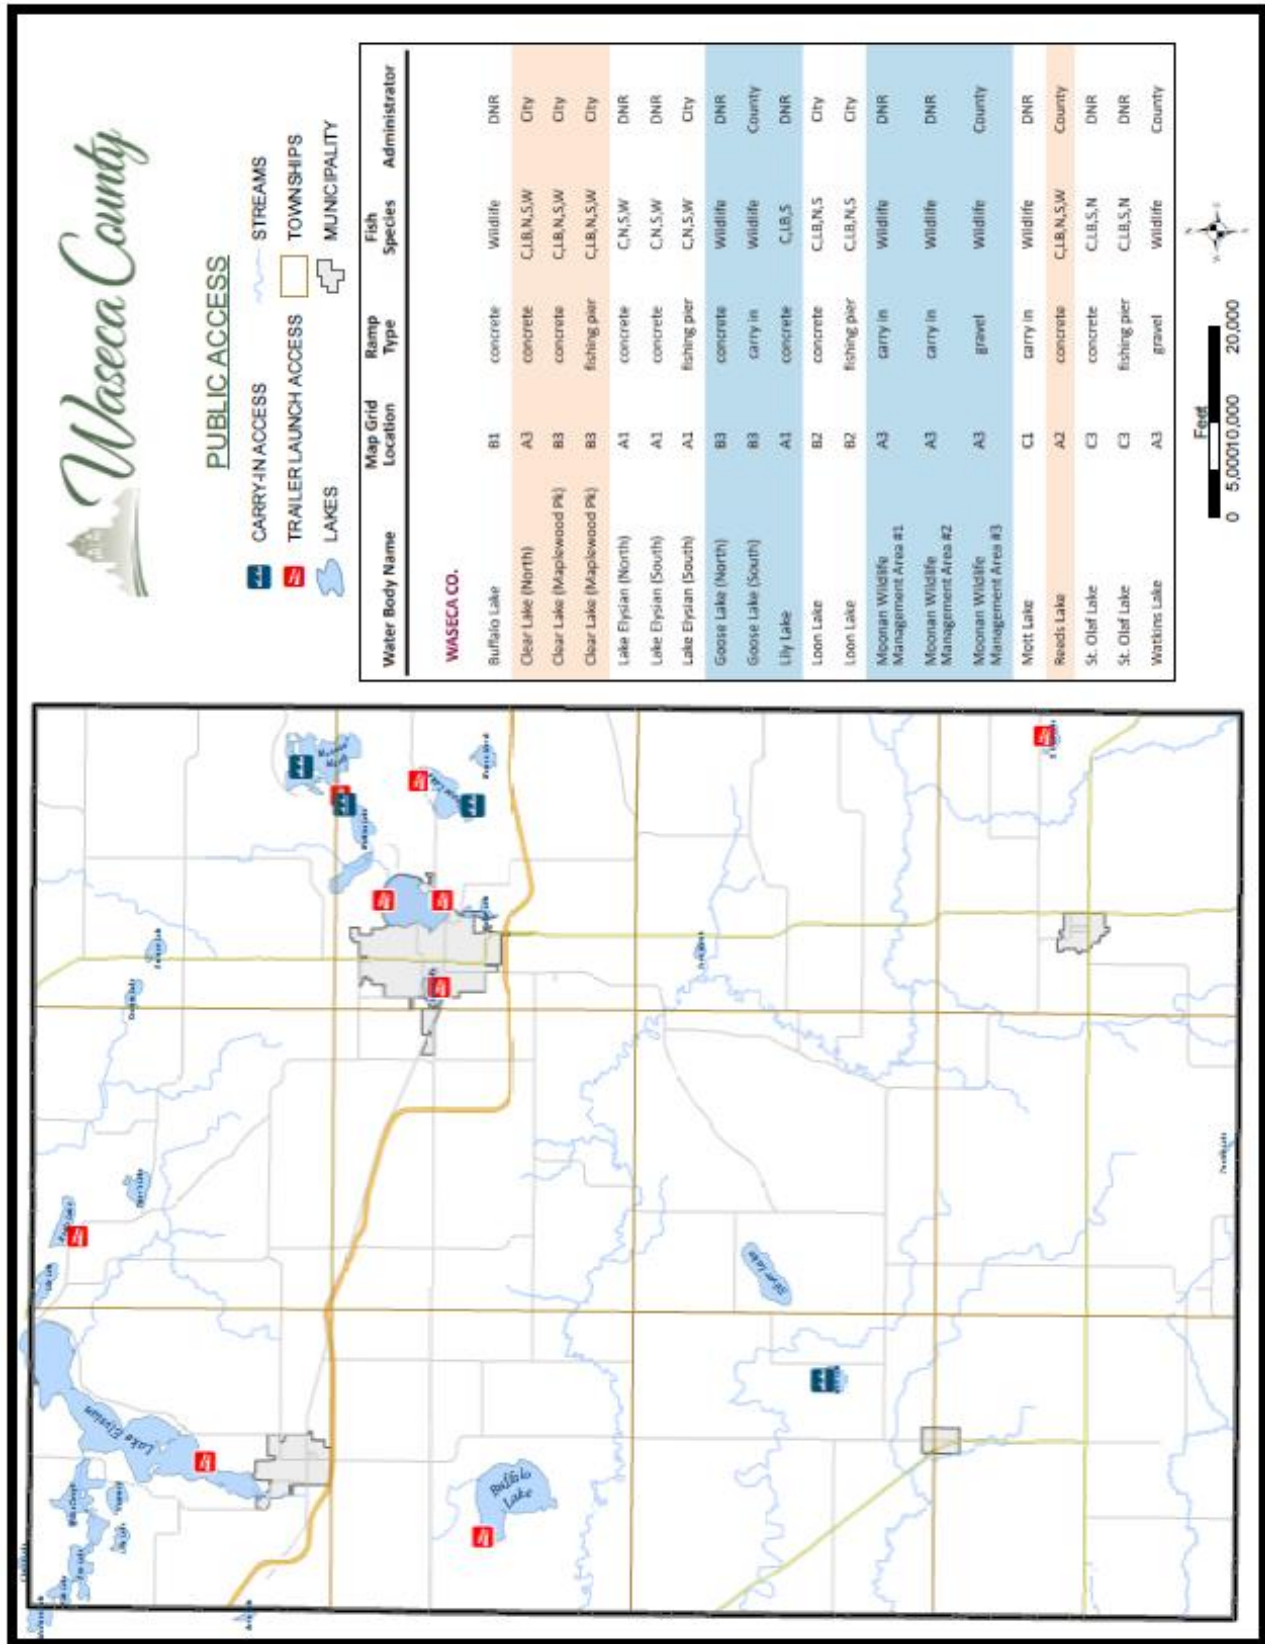 Waseca County
PUBLIC ACCESS
CARRY-IN ACCESS
STREAMS
TRAILER LAUNCH ACCESS
TOWNSHIPS
LAKES
MUNICIPALITY
Water Body Name Map Grid Location Ramp Type Fish Species Administrator
WASECA CO.
Buffalo Lake B1 concrete Wildlife DNR
Clear Lake (North) A3 concrete C,LB,N,S,W City
Clear Lake (Maplewood Pk) B3 concrete C,LB,N,S,W City
Clear Lake (Maplewood Pk) B3 fishing pier C,LB,N,S,W City
Lake Elysian (North) A1 concrete C,N,S,W DNR
Lake Elysian (South) A1 concrete C,N,S,W DNR
Lake Elysian (South) A1 fishing pier C,N,S,W City
Goose Lake (North) B3 concrete Wildlife DNR
Goose Lake (South) B3 carry in Wildlife County
Lily Lake A1 concrete C,LB,S DNR
Loon Lake B2 concrete C,LB,N,S City
Loon Lake B2 fishing pier C,LB,N,S City
Moonan Wildlife Management Area #1 A3 carry in Wildlife DNR
Moonan Wildlife Management Area #2 A3 carry in Wildlife DNR
Moonan Wildlife Management Area #3 A3 gravel Wildlife County
Mott Lake C1 carry in Wildlife DNR
Reeds Lake A2 concrete C,LB,N,S,W County
St. Olaf Lake C3 concrete C,LB,S,N DNR
St. Olaf Lake C3 fishing pier C,LB,S,N DNR
Watkins Lake A3 gravel Wildlife County
Feet
0 5,000 10,000 20,000
Lake Elysian
Buffalo Lake
Silver Lake